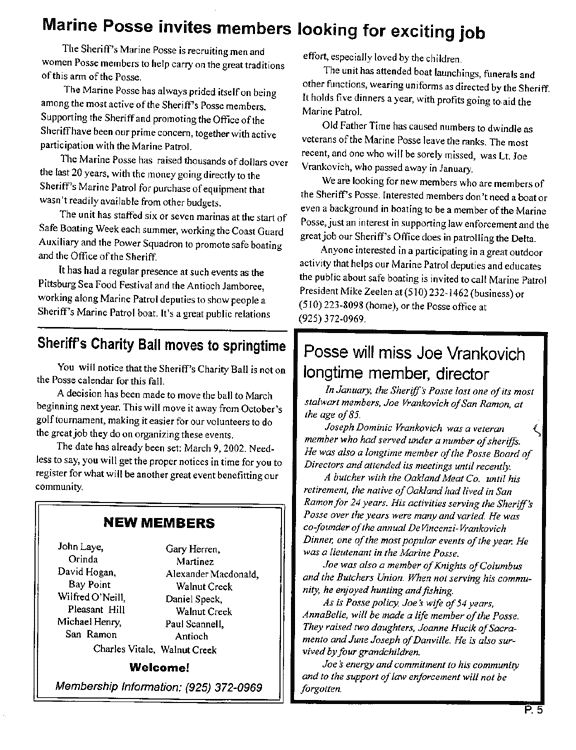 Marine Posse invites members looking for exciting job
The Sheriff's Marine Posse is recruiting men and
women Posse members to help carry on the great traditions
of this arm of the Posse.
The Marine Posse has always prided itself on being
among the most active of the Sheriff's Posse members.
Supporting the Sheriff and promoting the Office of the
Sheriff have been our prime concern, together with active
participation with the Marine Patrol.
The Marine Posse has raised thousands of dollars over
the last 20 years, with the money going directly to the
Sheriff's Marine Patrol for purchase of equipment that
wasn't readily available from other budgets.
The unit has staffed six or seven marinas at the start of
Safe Boating Week each summer, working the Coast Guard
Auxiliary and the Power Squadron to promote safe boating
and the Office of the Sheriff.
It has had a regular presence at such events as the
Pittsburg Sea Food Festival and the Antioch Jamboree,
working along Marine Patrol deputies to show people a
Sheriff's Marine Patrol boat. It's a great public relations
effort, especially loved by the children.
The unit has attended boat launchings, funerals and
other functions, wearing uniforms as directed by the Sheriff.
It holds five dinners a year, with profits going to aid the
Marine Patrol.
Old Father Time has caused numbers to dwindle as
veterans of the Marine Posse leave the ranks. The most
recent, and one who will be sorely missed, was Lt. Joe
Vrankovich, who passed away in January.
We are looking for new members who are members of
the Sheriff's Posse. Interested members don't need a boat or
even a background in boating to be a member of the Marine
Posse, just an interest in supporting law enforcement and the
great job our Sheriff's Office does in patrolling the Delta.
Anyone interested in a participating in a great outdoor
activity that helps our Marine Patrol deputies and educates
the public about safe boating is invited to call Marine Patrol
President Mike Zeelen at (510) 232-1462 (business) or
(510) 223-8098 (home), or the Posse office at
(925) 372-0969.
Sheriff's Charity Ball moves to springtime
You will notice that the Sheriff's Charity Ball is not on
the Posse calendar for this fall.
A decision has been made to move the ball to March
beginning next year. This will move it away from October's
golf tournament, making it easier for our volunteers to do
the great job they do on organizing these events.
The date has already been set: March 9, 2002. Need-
less to say, you will get the proper notices in time for you to
register for what will be another great event benefitting our
community.
NEW MEMBERS
John Laye,
Orinda
David Hogan,
Bay Point
Wilfred O'Neill,
Pleasant Hill
Michael Henry,
San Ramon
Gary Herren,
Martinez
Alexander Macdonald,
Walnut Creek
Daniel Speck,
Walnut Creek
Paul Scannell,
Antioch
Charles Vitale, Walnut Creek
Welcome!
Membership Information: (925) 372-0969
Posse will miss Joe Vrankovich
longtime member, director
In January, the Sheriff's Posse lost one of its most
stalwart members, Joe Vrankovich of San Ramon, at
the age of 85.
Joseph Dominic Vrankovich was a veteran
member who had served under a number of sheriffs.
He was also a longtime member of the Posse Board of
Directors and attended its meetings until recently.
A butcher with the Oakland Meat Co. until his
retirement, the native of Oakland had lived in San
Ramon for 24 years. His activities serving the Sheriff's
Posse over the years were many and varied. He was
co-founder of the annual DeVincenzi-Vrankovich
Dinner, one of the most popular events of the year. He
was a lieutenant in the Marine Posse.
Joe was also a member of Knights of Columbus
and the Butchers Union. When not serving his commu-
nity, he enjoyed hunting and fishing.
As is Posse policy, Joe's wife of 54 years,
AnnaBelle, will be made a life member of the Posse.
They raised two daughters, Joanne Hucik of Sacra-
mento and June Joseph of Danville. He is also sur-
vived by four grandchildren.
Joe's energy and commitment to his community
and to the support of law enforcement will not be
forgotten.
P. 5